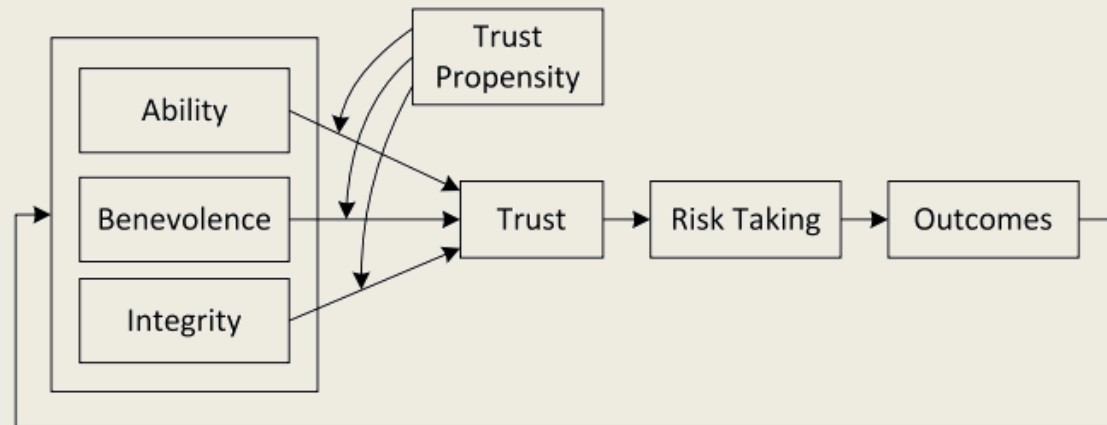 Trust
Propensity
Ability
Benevolence
Trust
Risk Taking
Outcomes
Integrity